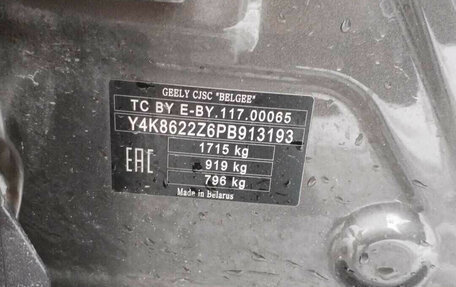 GEELY CJSC "BELGEE"
TC BY E-BY.117.00065
Y4K8622Z6PB913193
1715 kg
EAC 919 kg
796 kg
Made in Belarus